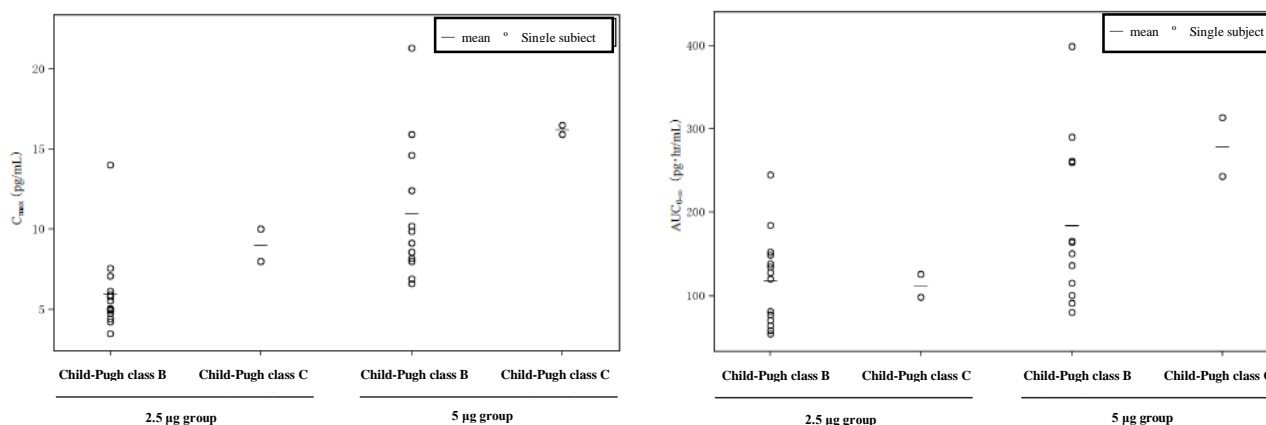 — mean ° Single subject
20
15
10
5
Cmax (pg/mL)
Child-Pugh class B Child-Pugh class C Child-Pugh class B Child-Pugh class C
2.5 μg group 5 μg group
— mean ° Single subject
400
300
200
100
AUC0-∞ (pg·hr/mL)
Child-Pugh class B Child-Pugh class C Child-Pugh class B Child-Pugh class C
2.5 μg group 5 μg group